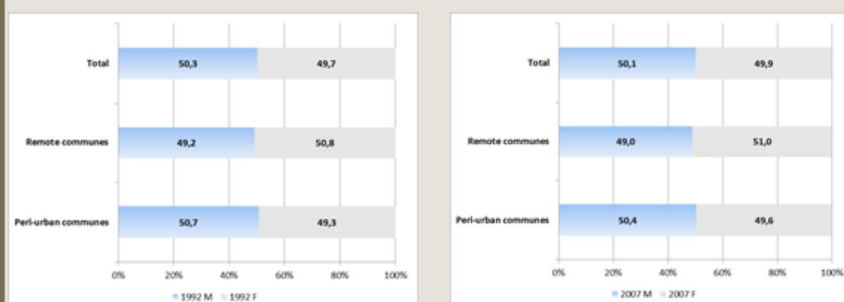 Total
50,3
49,7
Remote communes
49,2
50,8
Peri-urban communes
50,7
49,3
0% 20% 40% 60% 80% 100%
1992 M 1992 F
Total
50,1
49,9
Remote communes
49,0
51,0
Peri-urban communes
50,4
49,6
0% 20% 40% 60% 80% 100%
2007 M 2007 F